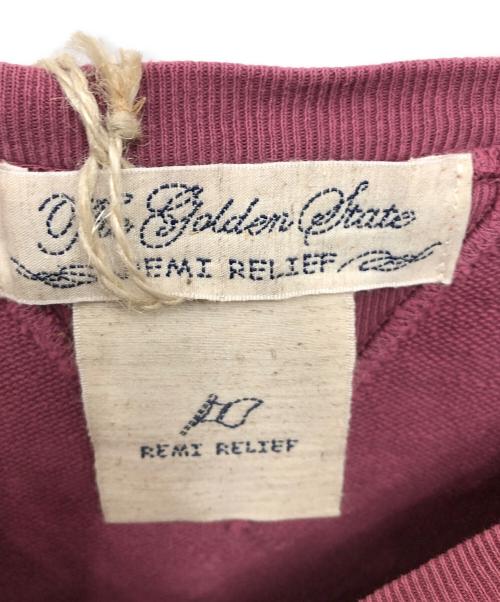 The Golden State
REMI RELIEF
REMI RELIEF